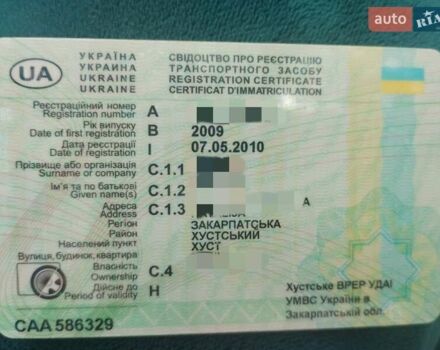 auto RIA
УКРАЇНА
УКРАИНА
UKRAINE
UKRAINE
СВІДОЦТВО ПРО РЕЄСТРАЦІЮ
ТРАНСПОРТНОГО ЗАСОБУ
REGISTRATION CERTIFICATE
CERTIFICAT D'IMMATRICULATION
UA
Реєстраційний номер
Registration number A
Рік випуску
Date of first registration B 2009
Дата реєстрації
Date of registration I 07.05.2010
Прізвище або організація
Surname or company C.1.1
Ім'я та по батькові
Given name(s) C.1.2
Адреса
Address C.1.3 А
Регіон ЗАКАРПАТСЬКА
Район ХУСТСЬКИЙ
Населений пункт ХУСТ
Вулиця, будинок, квартира
Власність
Ownership C.4
Дійсне до
Period of validity H
Хустське ВРЕР УДАІ
УМВС України в
Закарпатській обл.
САА 586329